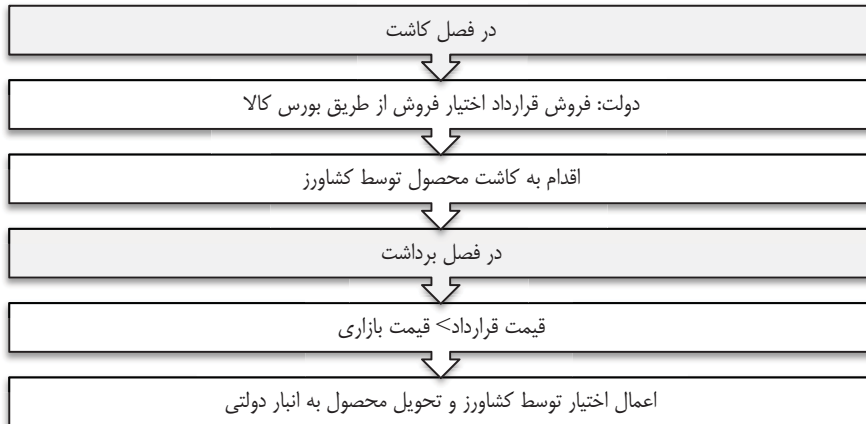 در فصل کاشت
دولت: فروش قرارداد اختیار فروش از طریق بورس کالا
اقدام به کاشت محصول توسط کشاورز
در فصل برداشت
قیمت قرارداد> قیمت بازاری
اعمال اختیار توسط کشاورز و تحویل محصول به انبار دولتی